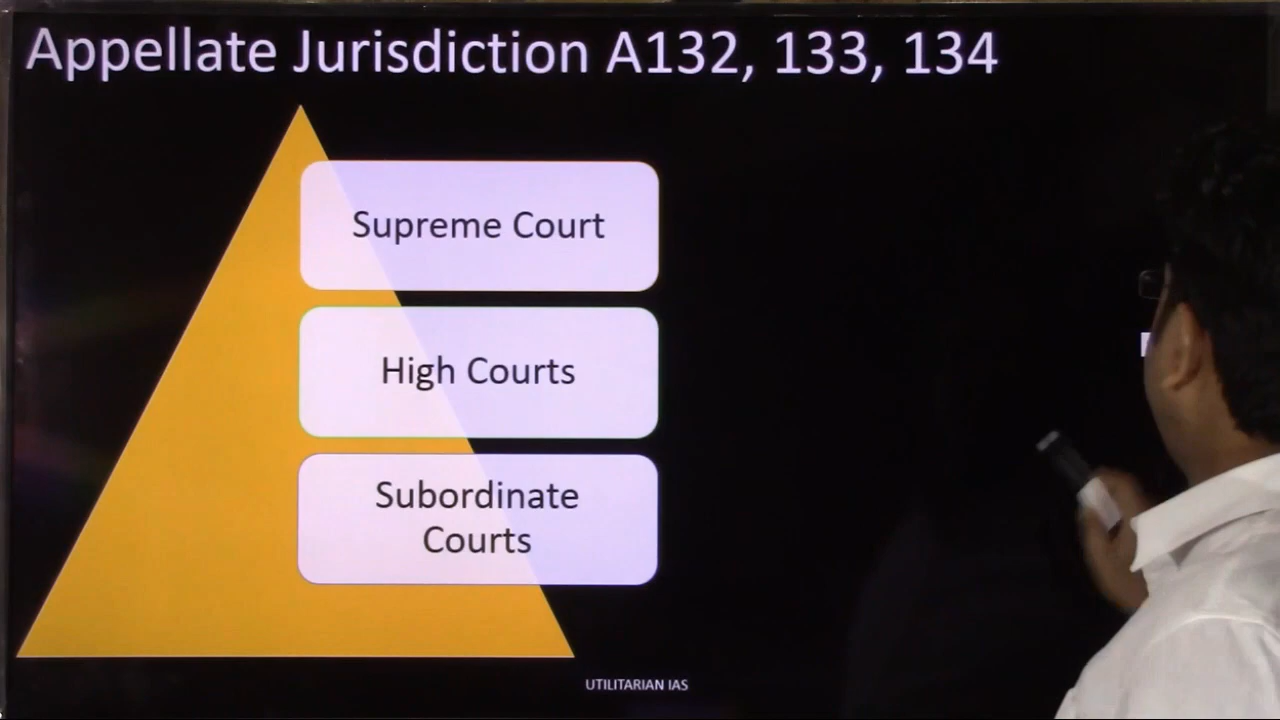 Appellate Jurisdiction A132, 133, 134
Supreme Court
High Courts
Subordinate
Courts
UTILITARIAN IAS